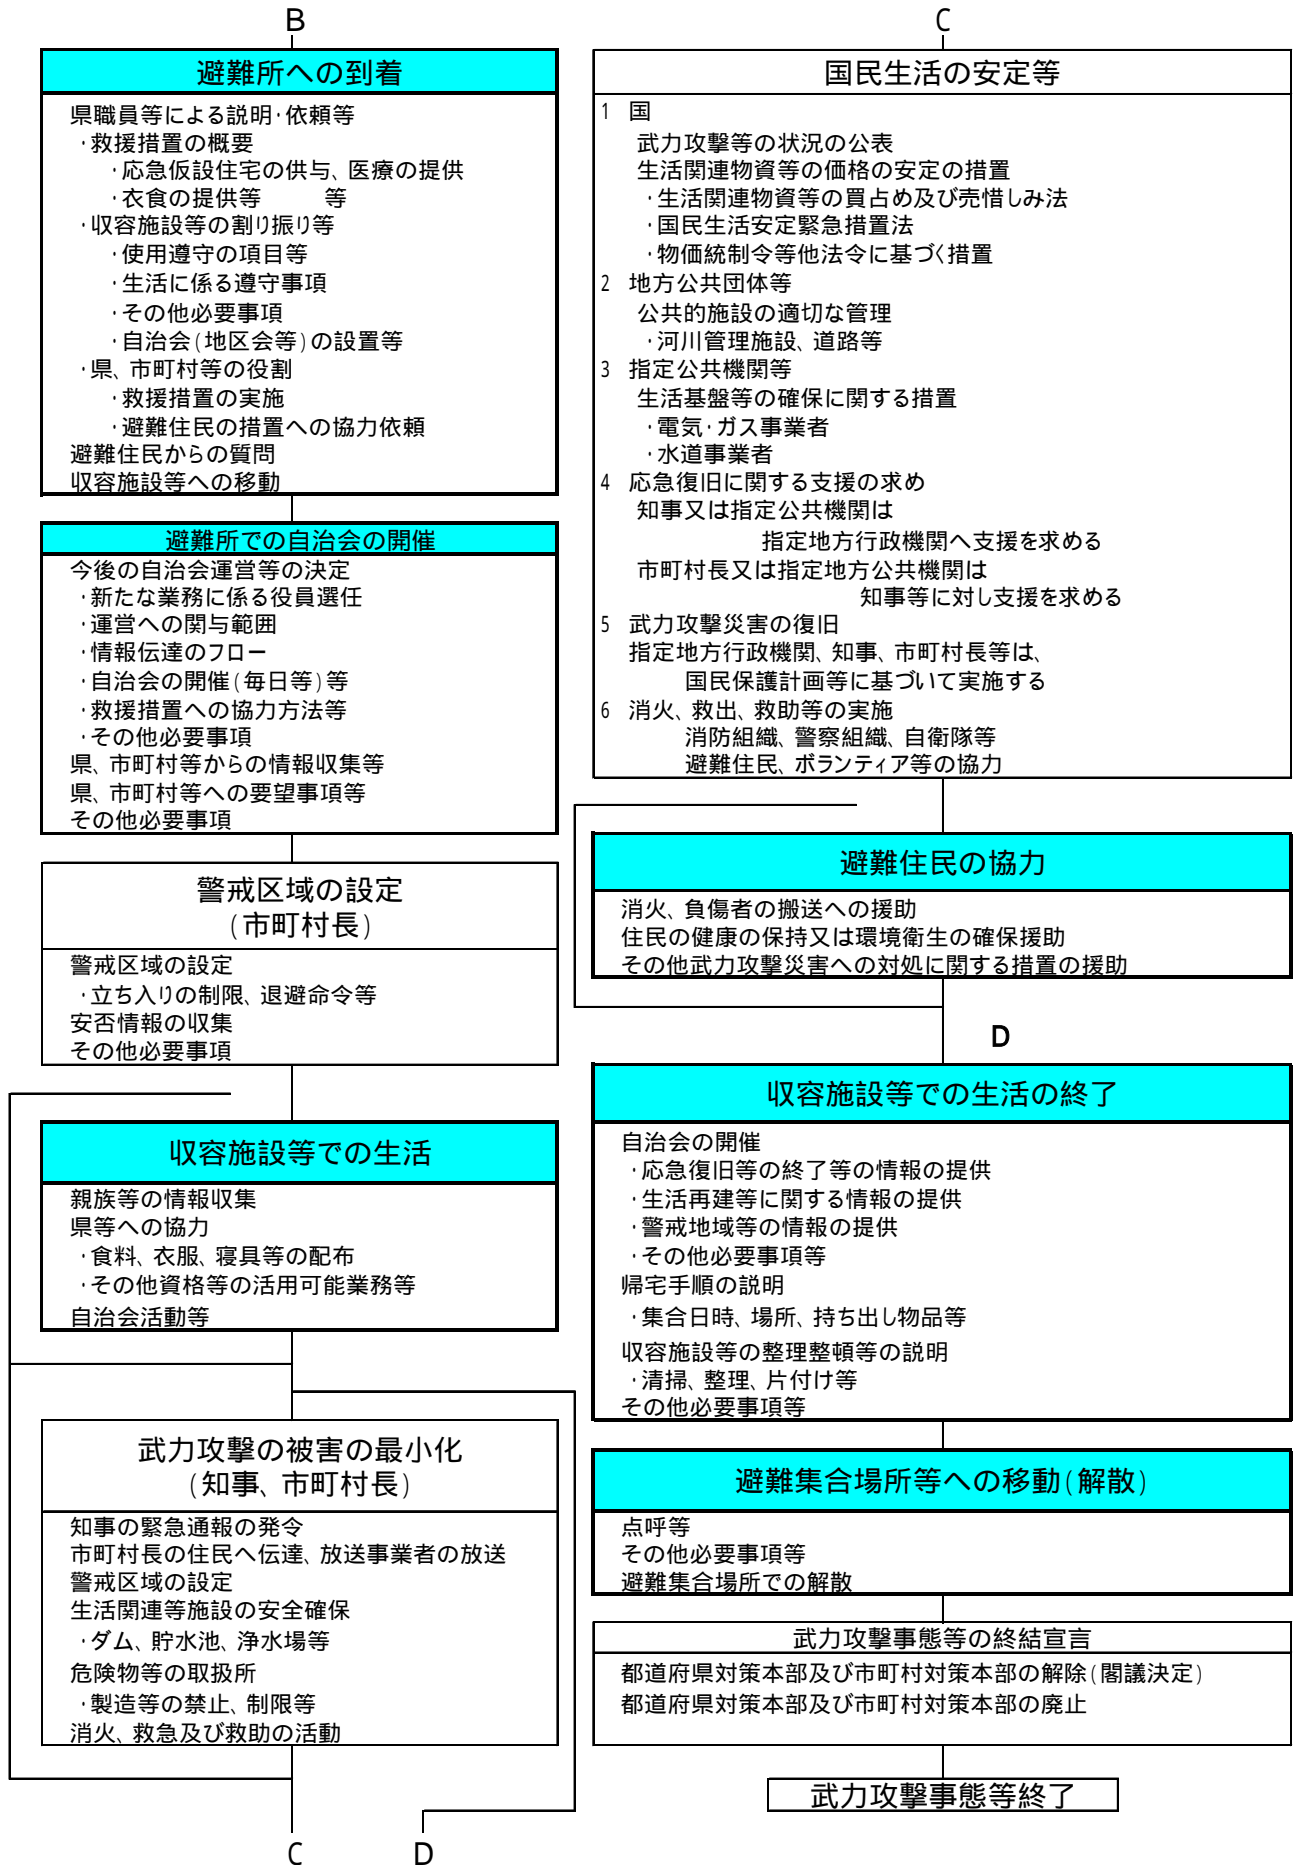 B
避難所への到着
県職員等による説明・依頼等
・救援措置の概要
・応急仮設住宅の供与、医療の提供
・衣食の提供等　　等
・収容施設等の割り振り等
・使用遵守の項目等
・生活に係る遵守事項
・その他必要事項
・自治会(地区会等)の設置等
・県、市町村等の役割
・救援措置の実施
・避難住民の措置への協力依頼
避難住民からの質問
収容施設等への移動
避難所での自治会の開催
今後の自治会運営等の決定
・新たな業務に係る役員選任
・運営への関与範囲
・情報伝達のフロー
・自治会の開催(毎日等)等
・救援措置への協力方法等
・その他必要事項
県、市町村等からの情報収集等
県、市町村等への要望事項等
その他必要事項
警戒区域の設定
(市町村長)
警戒区域の設定
・立ち入りの制限、退避命令等
安否情報の収集
その他必要事項
収容施設等での生活
親族等の情報収集
県等への協力
・食料、衣服、寝具等の配布
・その他資格等の活用可能業務等
自治会活動等
武力攻撃の被害の最小化
(知事、市町村長)
知事の緊急通報の発令
市町村長の住民へ伝達、放送事業者の放送
警戒区域の設定
生活関連等施設の安全確保
・ダム、貯水池、浄水場等
危険物等の取扱所
・製造等の禁止、制限等
消火、救急及び救助の活動
C
D
C
国民生活の安定等
1 国
武力攻撃等の状況の公表
生活関連物資等の価格の安定の措置
・生活関連物資等の買占め及び売惜しみ法
・国民生活安定緊急措置法
・物価統制令等他法令に基づく措置
2 地方公共団体等
公共的施設の適切な管理
・河川管理施設、道路等
3 指定公共機関等
生活基盤等の確保に関する措置
・電気・ガス事業者
・水道事業者
4 応急復旧に関する支援の求め
知事又は指定公共機関は
指定地方行政機関へ支援を求める
市町村長又は指定地方公共機関は
知事等に対し支援を求める
5 武力攻撃災害の復旧
指定地方行政機関、知事、市町村長等は、
国民保護計画等に基づいて実施する
6 消火、救出、救助等の実施
消防組織、警察組織、自衛隊等
避難住民、ボランティア等の協力
避難住民の協力
消火、負傷者の搬送への援助
住民の健康の保持又は環境衛生の確保援助
その他武力攻撃災害への対処に関する措置の援助
D
収容施設等での生活の終了
自治会の開催
・応急復旧等の終了等の情報の提供
・生活再建等に関する情報の提供
・警戒地域等の情報の提供
・その他必要事項等
帰宅手順の説明
・集合日時、場所、持ち出し物品等
収容施設等の整理整頓等の説明
・清掃、整理、片付け等
その他必要事項等
避難集合場所等への移動(解散)
点呼等
その他必要事項等
避難集合場所での解散
武力攻撃事態等の終結宣言
都道府県対策本部及び市町村対策本部の解除(閣議決定)
都道府県対策本部及び市町村対策本部の廃止
武力攻撃事態等終了